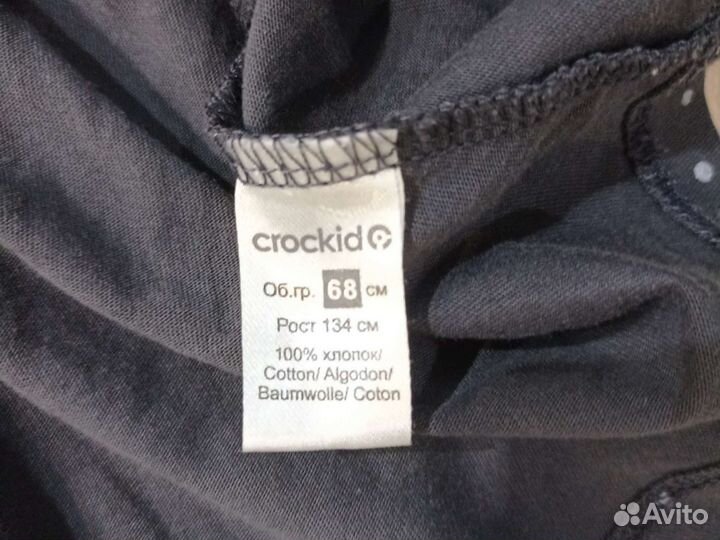 crockid
Об.гр. 68 см
Рост 134 см
100% хлопок/
Cotton/ Algodon/
Baumwolle/ Coton
Avito